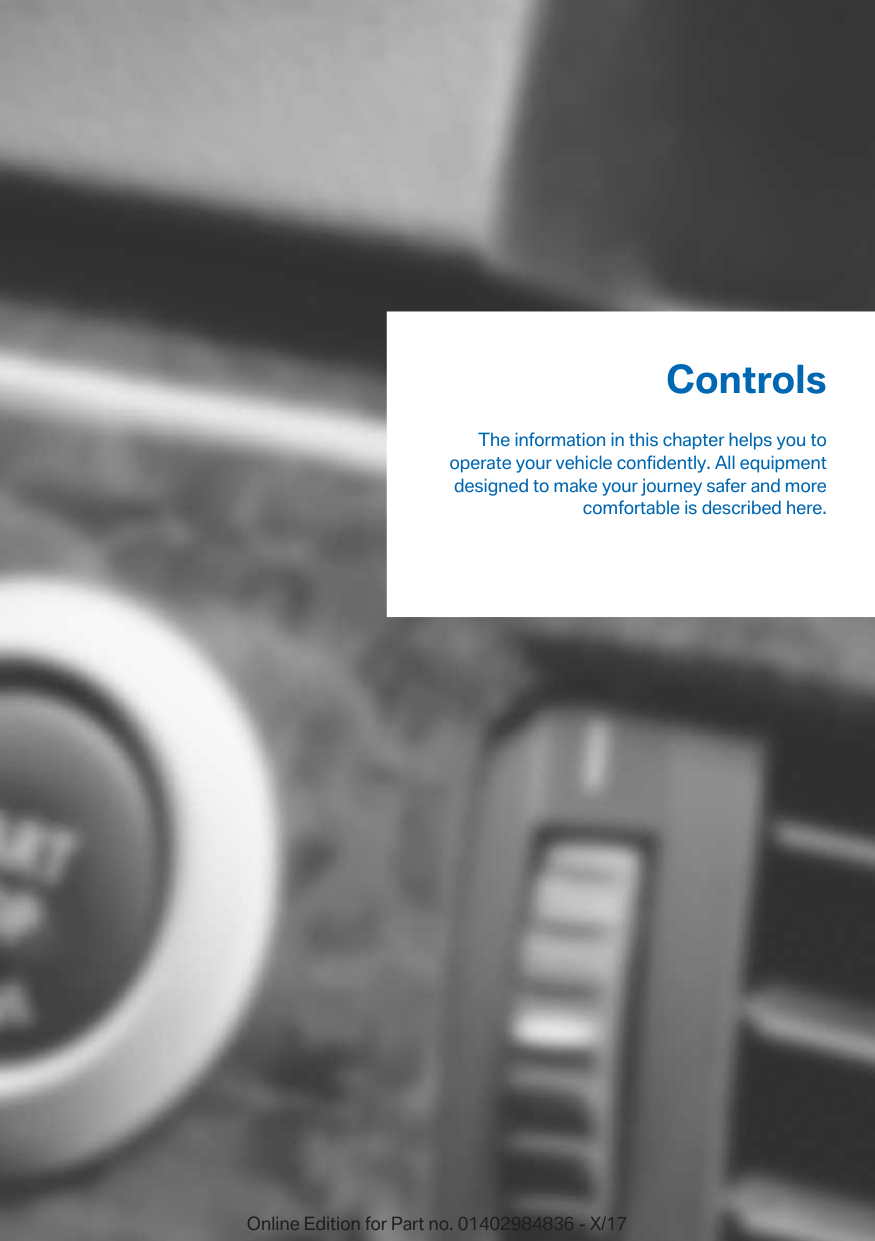 Controls
The information in this chapter helps you to
operate your vehicle confidently. All equipment
designed to make your journey safer and more
comfortable is described here.
Online Edition for Part no. 01402984836 - X/17